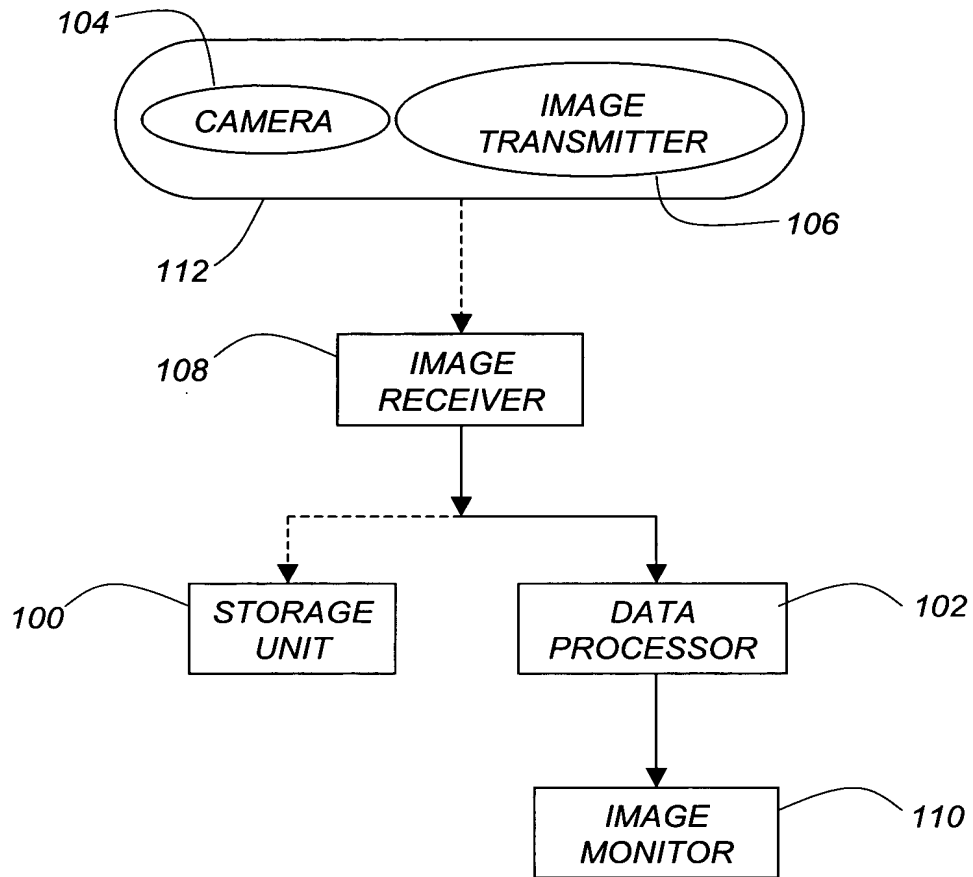 104
CAMERA
IMAGE
TRANSMITTER
106
112
108
IMAGE
RECEIVER
100
STORAGE
UNIT
DATA
PROCESSOR
102
IMAGE
MONITOR
110